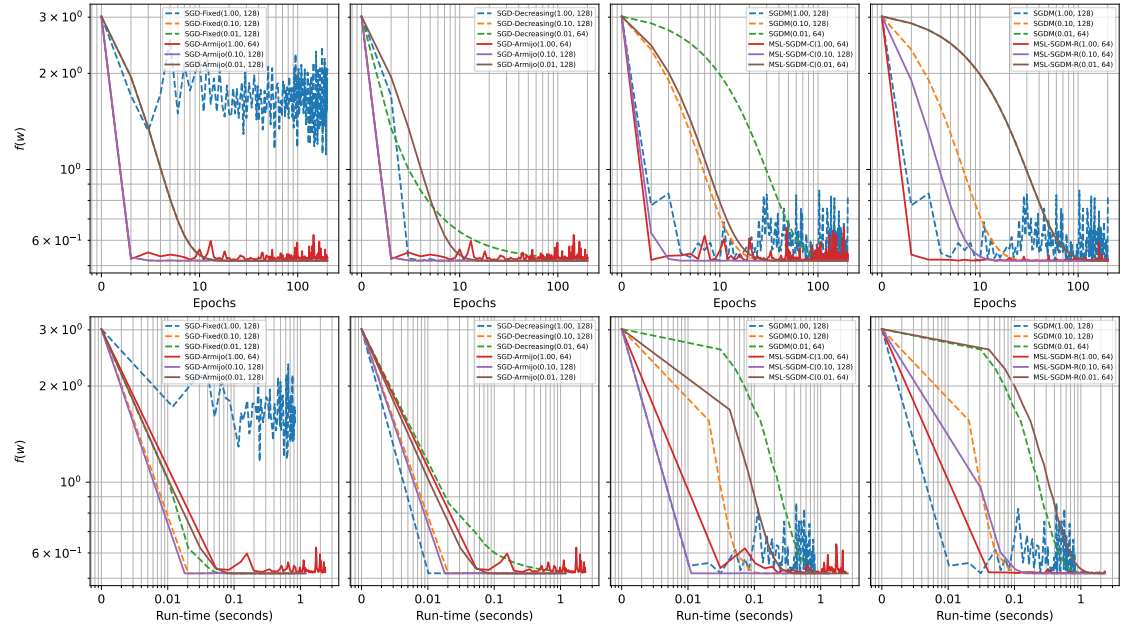 SGD-Fixed(1.00, 128)
SGD-Fixed(0.10, 128)
SGD-Fixed(0.01, 128)
SGD-Armijo(1.00, 64)
SGD-Armijo(0.10, 128)
SGD-Armijo(0.01, 128)
3 × 10⁰
2 × 10⁰
10⁰
6 × 10⁻¹
f(w)
0
10
100
Epochs
SGD-Decreasing(1.00, 128)
SGD-Decreasing(0.10, 128)
SGD-Decreasing(0.01, 128)
SGD-Armijo(1.00, 64)
SGD-Armijo(0.10, 128)
SGD-Armijo(0.01, 128)
0
10
100
Epochs
SGDM(1.00, 128)
SGDM(0.10, 128)
SGDM(0.01, 64)
MSL-SGDM-C(1.00, 64)
MSL-SGDM-C(0.10, 128)
MSL-SGDM-C(0.01, 128)
0
10
100
Epochs
SGDM(1.00, 128)
SGDM(0.10, 128)
SGDM(0.01, 64)
MSL-SGDM-R(1.00, 64)
MSL-SGDM-R(0.10, 64)
MSL-SGDM-R(0.01, 64)
0
10
100
Epochs
SGD-Fixed(1.00, 128)
SGD-Fixed(0.10, 128)
SGD-Fixed(0.01, 128)
SGD-Armijo(1.00, 64)
SGD-Armijo(0.10, 128)
SGD-Armijo(0.01, 128)
3 × 10⁰
2 × 10⁰
10⁰
6 × 10⁻¹
f(w)
0
0.01
0.1
1
Run-time (seconds)
SGD-Decreasing(1.00, 128)
SGD-Decreasing(0.10, 128)
SGD-Decreasing(0.01, 64)
SGD-Armijo(1.00, 64)
SGD-Armijo(0.10, 128)
SGD-Armijo(0.01, 128)
0
0.01
0.1
1
Run-time (seconds)
SGDM(1.00, 128)
SGDM(0.10, 128)
SGDM(0.01, 64)
MSL-SGDM-C(1.00, 64)
MSL-SGDM-C(0.10, 128)
MSL-SGDM-C(0.01, 64)
0
0.01
0.1
1
Run-time (seconds)
SGDM(1.00, 128)
SGDM(0.10, 128)
SGDM(0.01, 64)
MSL-SGDM-R(1.00, 64)
MSL-SGDM-R(0.10, 64)
MSL-SGDM-R(0.01, 64)
0
0.01
0.1
1
Run-time (seconds)